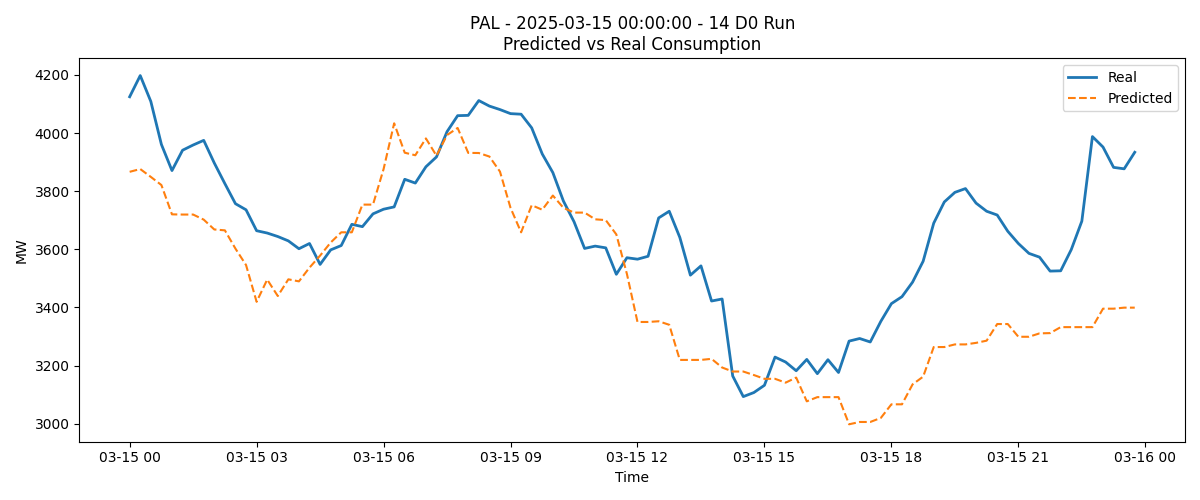 PAL - 2025-03-15 00:00:00 - 14 D0 Run
Predicted vs Real Consumption
Real
Predicted
MW
4200
4000
3800
3600
3400
3200
3000
03-15 00
03-15 03
03-15 06
03-15 09
03-15 12
03-15 15
03-15 18
03-15 21
03-16 00
Time